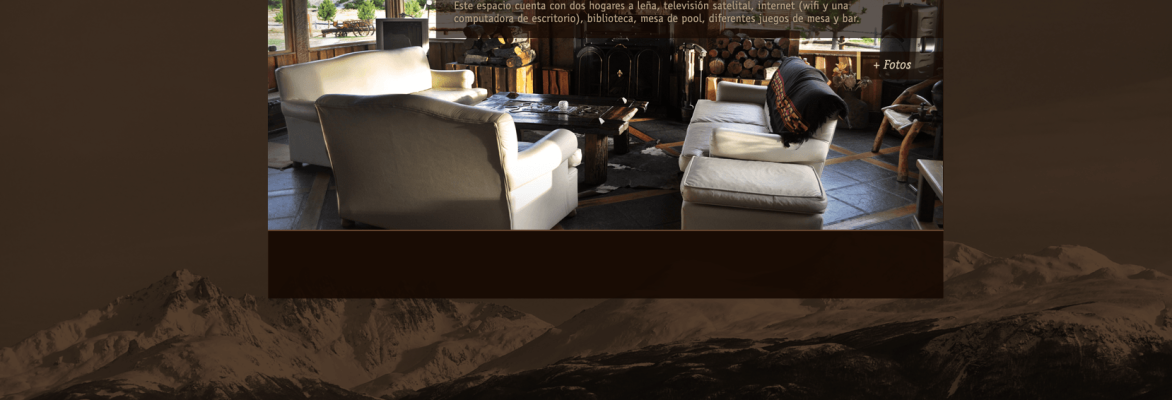 Este espacio cuenta con dos hogares a leña, televisión satelital, internet (wifi y una
computadora de escritorio), biblioteca, mesa de pool, diferentes juegos de mesa y bar.
+ Fotos